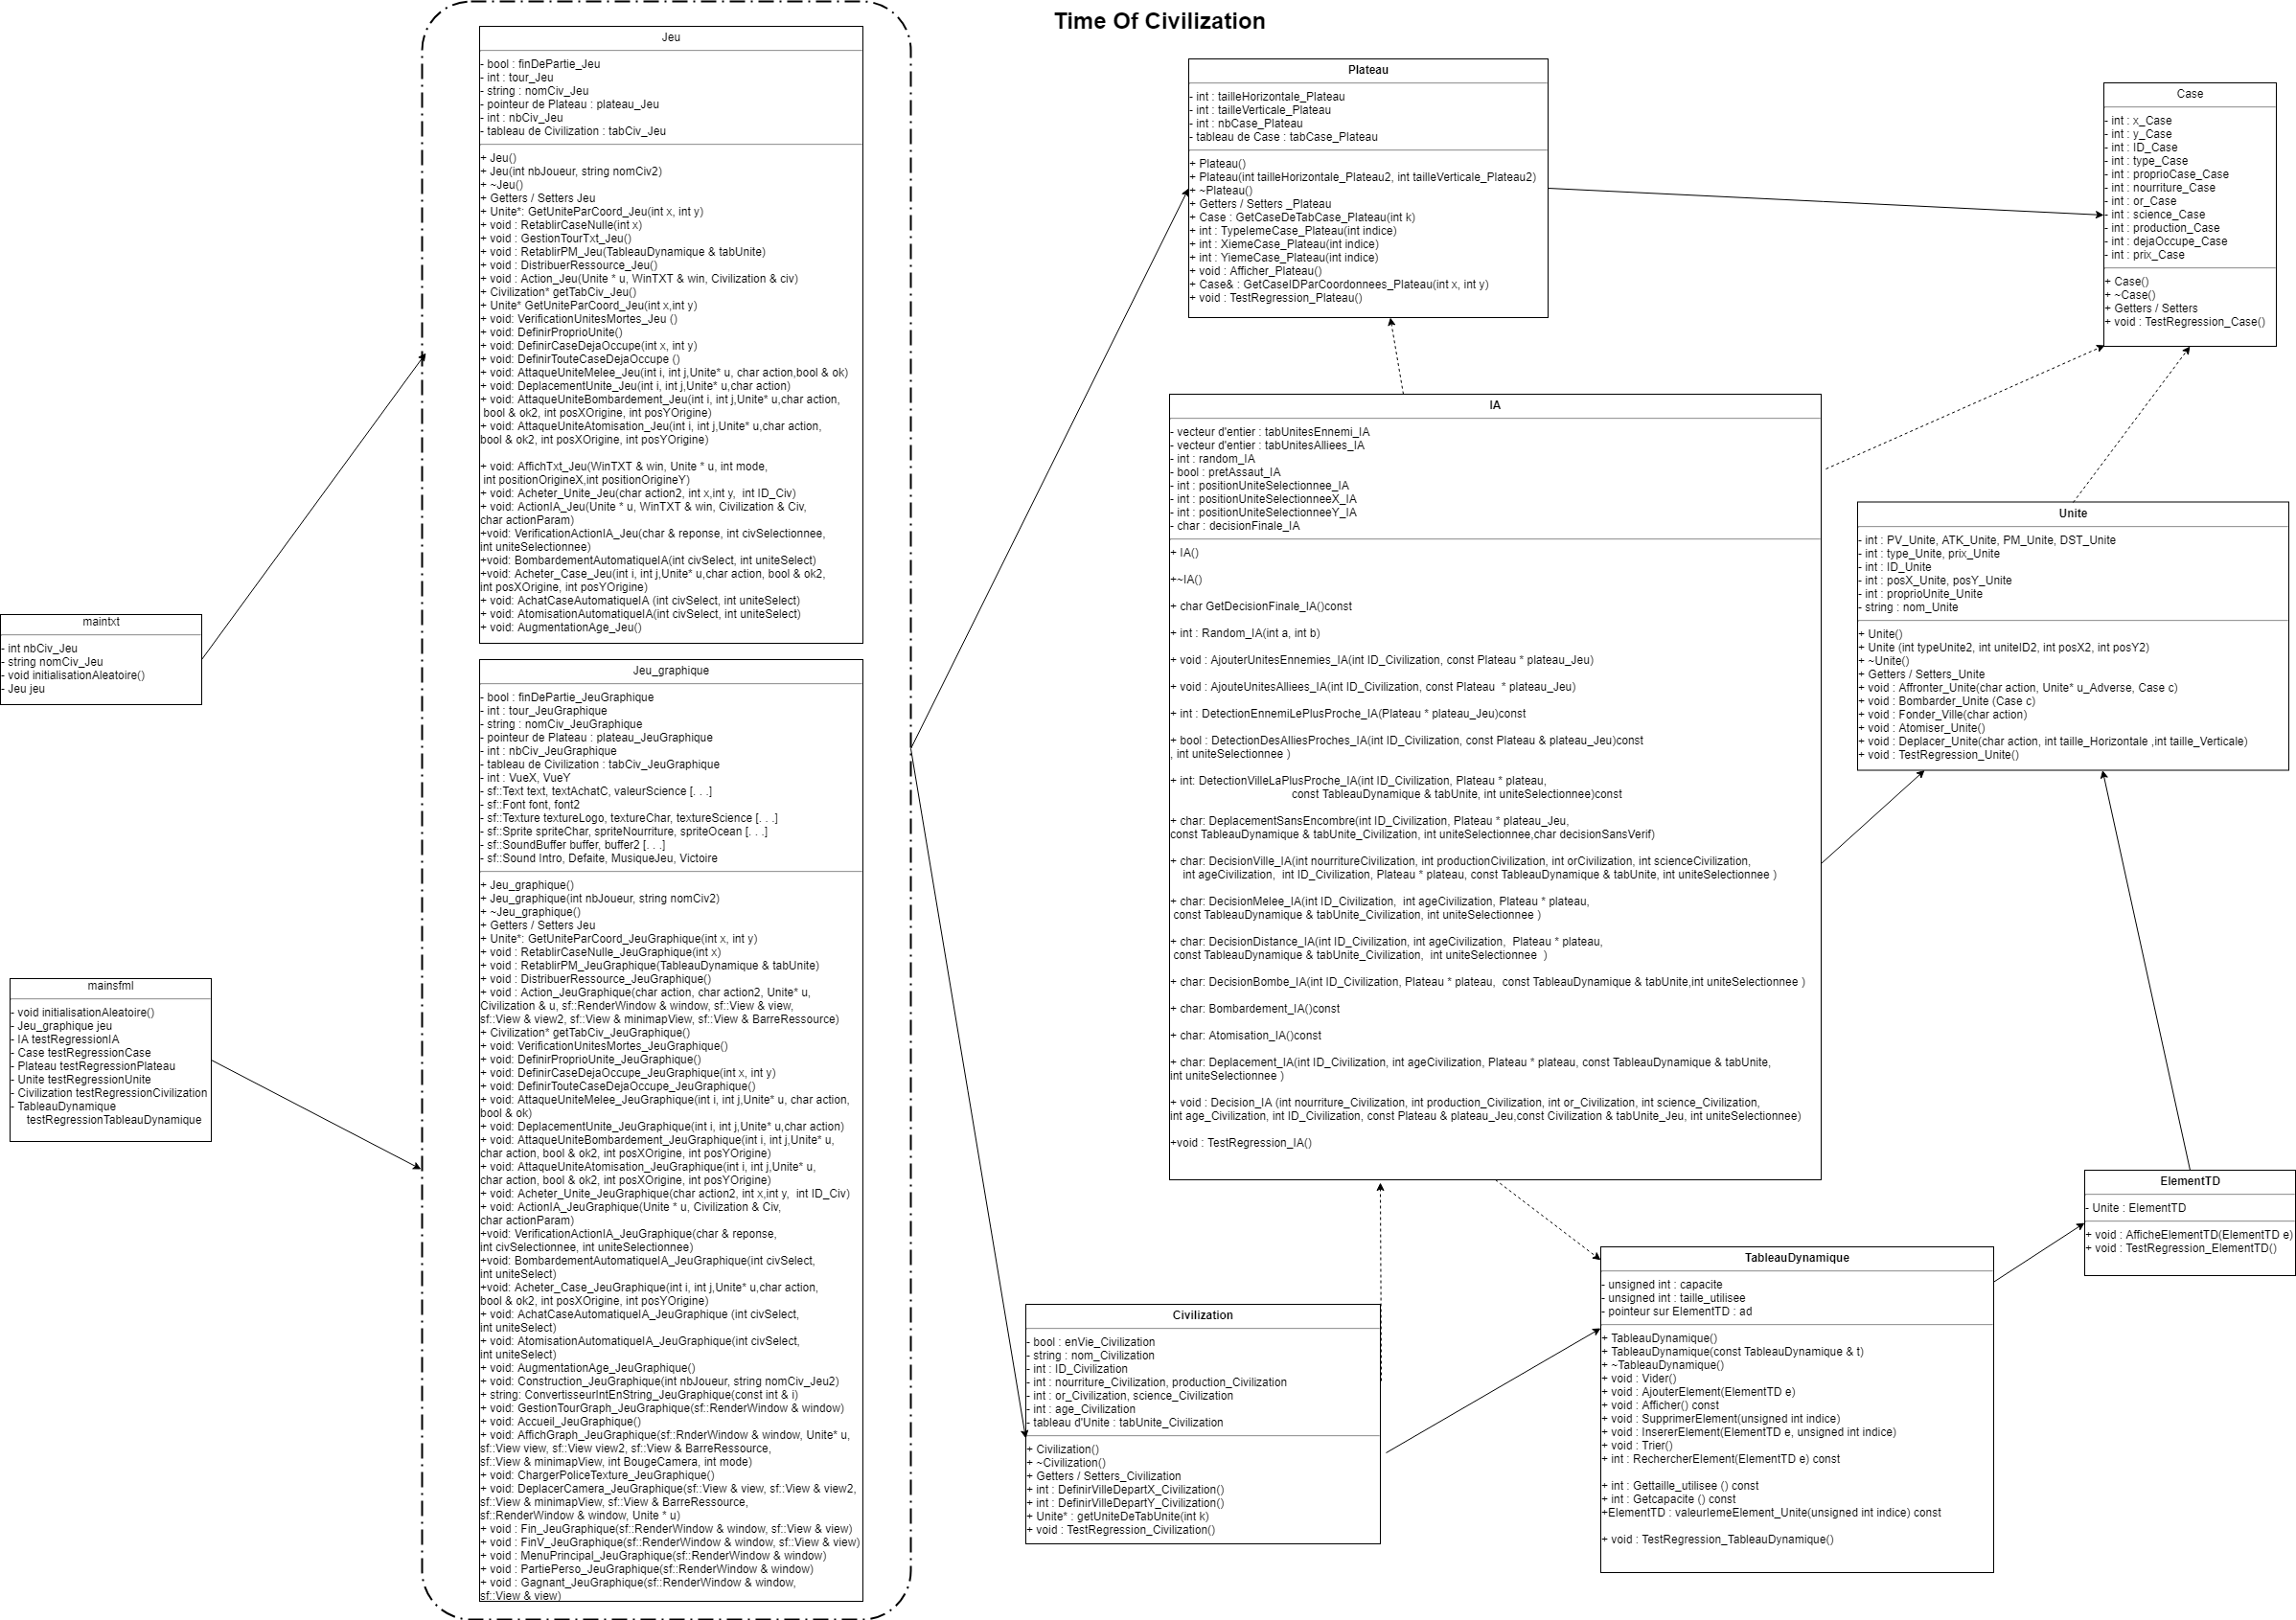 Time Of Civilization
maintxt
- int nbCiv_Jeu
- string nomCiv_Jeu
- void initialisationAleatoire()
- Jeu jeu
mainsfml
- void initialisationAleatoire()
- Jeu_graphique jeu
- IA testRegressionIA
- Case testRegressionCase
- Plateau testRegressionPlateau
- Unite testRegressionUnite
- Civilization testRegressionCivilization
- TableauDynamique
testRegressionTableauDynamique
Jeu
- bool : finDePartie_Jeu
- int : tour_Jeu
- string : nomCiv_Jeu
- pointeur de Plateau : plateau_Jeu
- int : nbCiv_Jeu
- tableau de Civilization : tabCiv_Jeu
+ Jeu()
+ Jeu(int nbJoueur, string nomCiv2)
+ ~Jeu()
+ Getters / Setters Jeu
+ Unite*: GetUniteParCoord_Jeu(int x, int y)
+ void : RetablirCaseNulle(int x)
+ void : GestionTourTxt_Jeu()
+ void : RetablirPM_Jeu(TableauDynamique & tabUnite)
+ void : DistribuerRessource_Jeu()
+ void : Action_Jeu(Unite * u, WinTXT & win, Civilization & civ)
+ Civilization* getTabCiv_Jeu()
+ Unite* GetUniteParCoord_Jeu(int x,int y)
+ void: VerificationUnitesMortes_Jeu ()
+ void: DefinirProprioUnite()
+ void: DefinirCaseDejaOccupe(int x, int y)
+ void: DefinirTouteCaseDejaOccupe ()
+ void: AttaqueUniteMelee_Jeu(int i, int j,Unite* u, char action,bool & ok)
+ void: DeplacementUnite_Jeu(int i, int j,Unite* u,char action)
+ void: AttaqueUniteBombardement_Jeu(int i, int j,Unite* u,char action,
bool & ok2, int posXOrigine, int posYOrigine)
+ void: AttaqueUniteAtomisation_Jeu(int i, int j,Unite* u,char action,
bool & ok2, int posXOrigine, int posYOrigine)
+ void: AffichTxt_Jeu(WinTXT & win, Unite * u, int mode,
int positionOrigineX,int positionOrigineY)
+ void: Acheter_Unite_Jeu(char action2, int x,int y,  int ID_Civ)
+ void: ActionIA_Jeu(Unite * u, WinTXT & win, Civilization & Civ,
char actionParam)
+void: VerificationActionIA_Jeu(char & reponse, int civSelectionnee,
int uniteSelectionnee)
+void: BombardementAutomatiqueIA(int civSelect, int uniteSelect)
+void: Acheter_Case_Jeu(int i, int j,Unite* u,char action, bool & ok2,
int posXOrigine, int posYOrigine)
+ void: AchatCaseAutomatiqueIA (int civSelect, int uniteSelect)
+ void: AtomisationAutomatiqueIA(int civSelect, int uniteSelect)
+ void: AugmentationAge_Jeu()
Jeu_graphique
- bool : finDePartie_JeuGraphique
- int : tour_JeuGraphique
- string : nomCiv_JeuGraphique
- pointeur de Plateau : plateau_JeuGraphique
- int : nbCiv_JeuGraphique
- tableau de Civilization : tabCiv_JeuGraphique
- int : VueX, VueY
- sf::Text text, textAchatC, valeurScience [. . .]
- sf::Font font, font2
- sf::Texture textureLogo, textureChar, textureScience [. . .]
- sf::Sprite spriteChar, spriteNourriture, spriteOcean [. . .]
- sf::SoundBuffer buffer, buffer2 [. . .]
- sf::Sound Intro, Defaite, MusiqueJeu, Victoire
+ Jeu_graphique()
+ Jeu_graphique(int nbJoueur, string nomCiv2)
+ ~Jeu_graphique()
+ Getters / Setters Jeu
+ Unite*: GetUniteParCoord_JeuGraphique(int x, int y)
+ void : RetablirCaseNulle_JeuGraphique(int x)
+ void : RetablirPM_JeuGraphique(TableauDynamique & tabUnite)
+ void : DistribuerRessource_JeuGraphique()
+ void : Action_JeuGraphique(char action, char action2, Unite* u,
Civilization & u, sf::RenderWindow & window, sf::View & view,
sf::View & view2, sf::View & minimapView, sf::View & BarreRessource)
+ Civilization* getTabCiv_JeuGraphique()
+ void: VerificationUnitesMortes_JeuGraphique()
+ void: DefinirProprioUnite_JeuGraphique()
+ void: DefinirCaseDejaOccupe_JeuGraphique(int x, int y)
+ void: DefinirTouteCaseDejaOccupe_JeuGraphique()
+ void: AttaqueUniteMelee_JeuGraphique(int i, int j,Unite* u, char action,
bool & ok)
+ void: DeplacementUnite_JeuGraphique(int i, int j,Unite* u,char action)
+ void: AttaqueUniteBombardement_JeuGraphique(int i, int j,Unite* u,
char action, bool & ok2, int posXOrigine, int posYOrigine)
+ void: AttaqueUniteAtomisation_JeuGraphique(int i, int j,Unite* u,
char action, bool & ok2, int posXOrigine, int posYOrigine)
+ void: Acheter_Unite_JeuGraphique(char action2, int x,int y,  int ID_Civ)
+ void: ActionIA_JeuGraphique(Unite * u, Civilization & Civ,
char actionParam)
+void: VerificationActionIA_JeuGraphique(char & reponse,
int civSelectionnee, int uniteSelectionnee)
+void: BombardementAutomatiqueIA_JeuGraphique(int civSelect,
int uniteSelect)
+void: Acheter_Case_JeuGraphique(int i, int j,Unite* u,char action,
bool & ok2, int posXOrigine, int posYOrigine)
+ void: AchatCaseAutomatiqueIA_JeuGraphique (int civSelect,
int uniteSelect)
+ void: AtomisationAutomatiqueIA_JeuGraphique(int civSelect,
int uniteSelect)
+ void: AugmentationAge_JeuGraphique()
+ void: Construction_JeuGraphique(int nbJoueur, string nomCiv_Jeu2)
+ string: ConvertisseurIntEnString_JeuGraphique(const int & i)
+ void: GestionTourGraph_JeuGraphique(sf::RenderWindow & window)
+ void: Accueil_JeuGraphique()
+ void: AffichGraph_JeuGraphique(sf::RnderWindow & window, Unite* u,
sf::View view, sf::View view2, sf::View & BarreRessource,
sf::View & minimapView, int BougeCamera, int mode)
+ void: ChargerPoliceTexture_JeuGraphique()
+ void: DeplacerCamera_JeuGraphique(sf::View & view, sf::View & view2,
sf::View & minimapView, sf::View & BarreRessource,
sf::RenderWindow & window, Unite * u)
+ void : Fin_JeuGraphique(sf::RenderWindow & window, sf::View & view)
+ void : FinV_JeuGraphique(sf::RenderWindow & window, sf::View & view)
+ void : MenuPrincipal_JeuGraphique(sf::RenderWindow & window)
+ void : PartiePerso_JeuGraphique(sf::RenderWindow & window)
+ void : Gagnant_JeuGraphique(sf::RenderWindow & window,
sf::View & view)
Plateau
- int : tailleHorizontale_Plateau
- int : tailleVerticale_Plateau
- int : nbCase_Plateau
- tableau de Case : tabCase_Plateau
+ Plateau()
+ Plateau(int tailleHorizontale_Plateau2, int tailleVerticale_Plateau2)
+ ~Plateau()
+ Getters / Setters _Plateau
+ Case : GetCaseDeTabCase_Plateau(int k)
+ int : TypeIemeCase_Plateau(int indice)
+ int : XiemeCase_Plateau(int indice)
+ int : YiemeCase_Plateau(int indice)
+ void : Afficher_Plateau()
+ Case& : GetCaseIDParCoordonnees_Plateau(int x, int y)
+ void : TestRegression_Plateau()
Case
- int : x_Case
- int : y_Case
- int : ID_Case
- int : type_Case
- int : proprioCase_Case
- int : nourriture_Case
- int : or_Case
- int : science_Case
- int : production_Case
- int : dejaOccupe_Case
- int : prix_Case
+ Case()
+ ~Case()
+ Getters / Setters
+ void : TestRegression_Case()
IA
- vecteur d'entier : tabUnitesEnnemi_IA
- vecteur d'entier : tabUnitesAlliees_IA
- int : random_IA
- bool : pretAssaut_IA
- int : positionUniteSelectionnee_IA
- int : positionUniteSelectionneeX_IA
- int : positionUniteSelectionneeY_IA
- char : decisionFinale_IA
+ IA()
+~IA()
+ char GetDecisionFinale_IA()const
+ int : Random_IA(int a, int b)
+ void : AjouterUnitesEnnemies_IA(int ID_Civilization, const Plateau * plateau_Jeu)
+ void : AjouteUnitesAlliees_IA(int ID_Civilization, const Plateau  * plateau_Jeu)
+ int : DetectionEnnemiLePlusProche_IA(Plateau * plateau_Jeu)const
+ bool : DetectionDesAlliesProches_IA(int ID_Civilization, const Plateau & plateau_Jeu)const
, int uniteSelectionnee )
+ int: DetectionVilleLaPlusProche_IA(int ID_Civilization, Plateau * plateau,
const TableauDynamique & tabUnite, int uniteSelectionnee)const
+ char: DeplacementSansEncombre(int ID_Civilization, Plateau * plateau_Jeu,
const TableauDynamique & tabUnite_Civilization, int uniteSelectionnee,char decisionSansVerif)
+ char: DecisionVille_IA(int nourritureCivilization, int productionCivilization, int orCivilization, int scienceCivilization,
int ageCivilization,  int ID_Civilization, Plateau * plateau, const TableauDynamique & tabUnite, int uniteSelectionnee )
+ char: DecisionMelee_IA(int ID_Civilization,  int ageCivilization, Plateau * plateau,
const TableauDynamique & tabUnite_Civilization, int uniteSelectionnee )
+ char: DecisionDistance_IA(int ID_Civilization, int ageCivilization,  Plateau * plateau,
const TableauDynamique & tabUnite_Civilization,  int uniteSelectionnee  )
+ char: DecisionBombe_IA(int ID_Civilization, Plateau * plateau,  const TableauDynamique & tabUnite,int uniteSelectionnee )
+ char: Bombardement_IA()const
+ char: Atomisation_IA()const
+ char: Deplacement_IA(int ID_Civilization, int ageCivilization, Plateau * plateau, const TableauDynamique & tabUnite,
int uniteSelectionnee )
+ void : Decision_IA (int nourriture_Civilization, int production_Civilization, int or_Civilization, int science_Civilization,
int age_Civilization, int ID_Civilization, const Plateau & plateau_Jeu,const Civilization & tabUnite_Jeu, int uniteSelectionnee)
+void : TestRegression_IA()
Unite
- int : PV_Unite, ATK_Unite, PM_Unite, DST_Unite
- int : type_Unite, prix_Unite
- int : ID_Unite
- int : posX_Unite, posY_Unite
- int : proprioUnite_Unite
- string : nom_Unite
+ Unite()
+ Unite (int typeUnite2, int uniteID2, int posX2, int posY2)
+ ~Unite()
+ Getters / Setters_Unite
+ void : Affronter_Unite(char action, Unite* u_Adverse, Case c)
+ void : Bombarder_Unite (Case c)
+ void : Fonder_Ville(char action)
+ void : Atomiser_Unite()
+ void : Deplacer_Unite(char action, int taille_Horizontale ,int taille_Verticale)
+ void : TestRegression_Unite()
ElementTD
- Unite : ElementTD
+ void : AfficheElementTD(ElementTD e)
+ void : TestRegression_ElementTD()
Civilization
- bool : enVie_Civilization
- string : nom_Civilization
- int : ID_Civilization
- int : nourriture_Civilization, production_Civilization
- int : or_Civilization, science_Civilization
- int : age_Civilization
- tableau d'Unite : tabUnite_Civilization
+ Civilization()
+ ~Civilization()
+ Getters / Setters_Civilization
+ int : DefinirVilleDepartX_Civilization()
+ int : DefinirVilleDepartY_Civilization()
+ Unite* : getUniteDeTabUnite(int k)
+ void : TestRegression_Civilization()
TableauDynamique
- unsigned int : capacite
- unsigned int : taille_utilisee
- pointeur sur ElementTD : ad
+ TableauDynamique()
+ TableauDynamique(const TableauDynamique & t)
+ ~TableauDynamique()
+ void : Vider()
+ void : AjouterElement(ElementTD e)
+ void : Afficher() const
+ void : SupprimerElement(unsigned int indice)
+ void : InsererElement(ElementTD e, unsigned int indice)
+ void : Trier()
+ int : RechercherElement(ElementTD e) const
+ int : Gettaille_utilisee () const
+ int : Getcapacite () const
+ElementTD : valeurIemeElement_Unite(unsigned int indice) const
+ void : TestRegression_TableauDynamique()